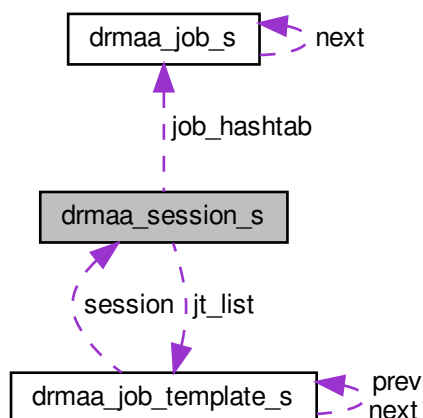 drmaa_job_s
next
job_hashtab
drmaa_session_s
session
jt_list
drmaa_job_template_s
prev
next